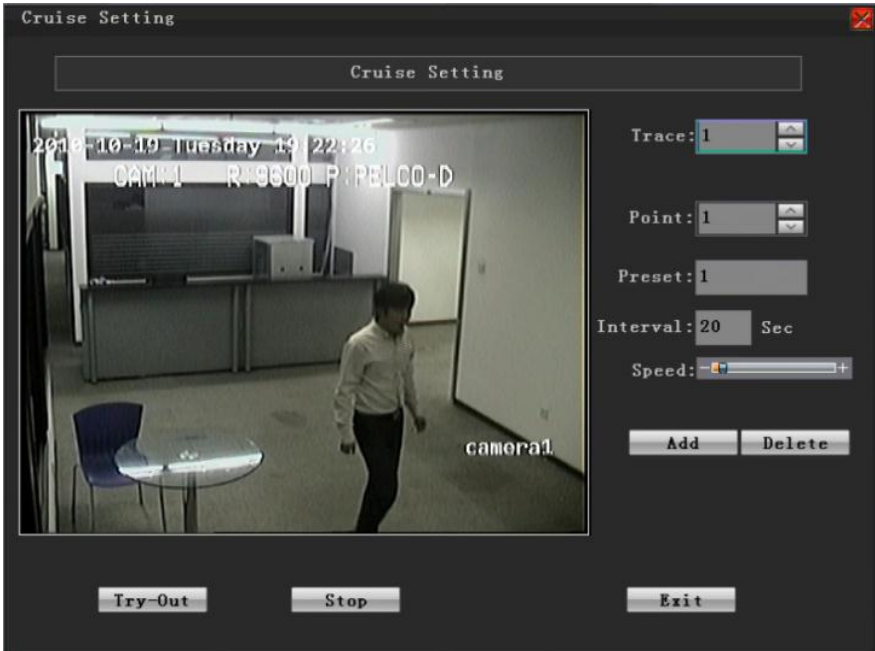 Cruise Setting
Cruise Setting
2010-10-19 Tuesday 19:22:26
CAM:1 R:9600 P:PELCO-D
camera1
Trace: 1
Point: 1
Preset: 1
Interval: 20 Sec
Speed: - +
Add Delete
Try-Out Stop Exit